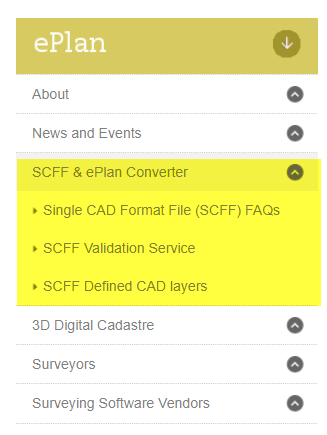 ePlan
About
News and Events
SCFF & ePlan Converter
Single CAD Format File (SCFF) FAQs
SCFF Validation Service
SCFF Defined CAD layers
3D Digital Cadastre
Surveyors
Surveying Software Vendors